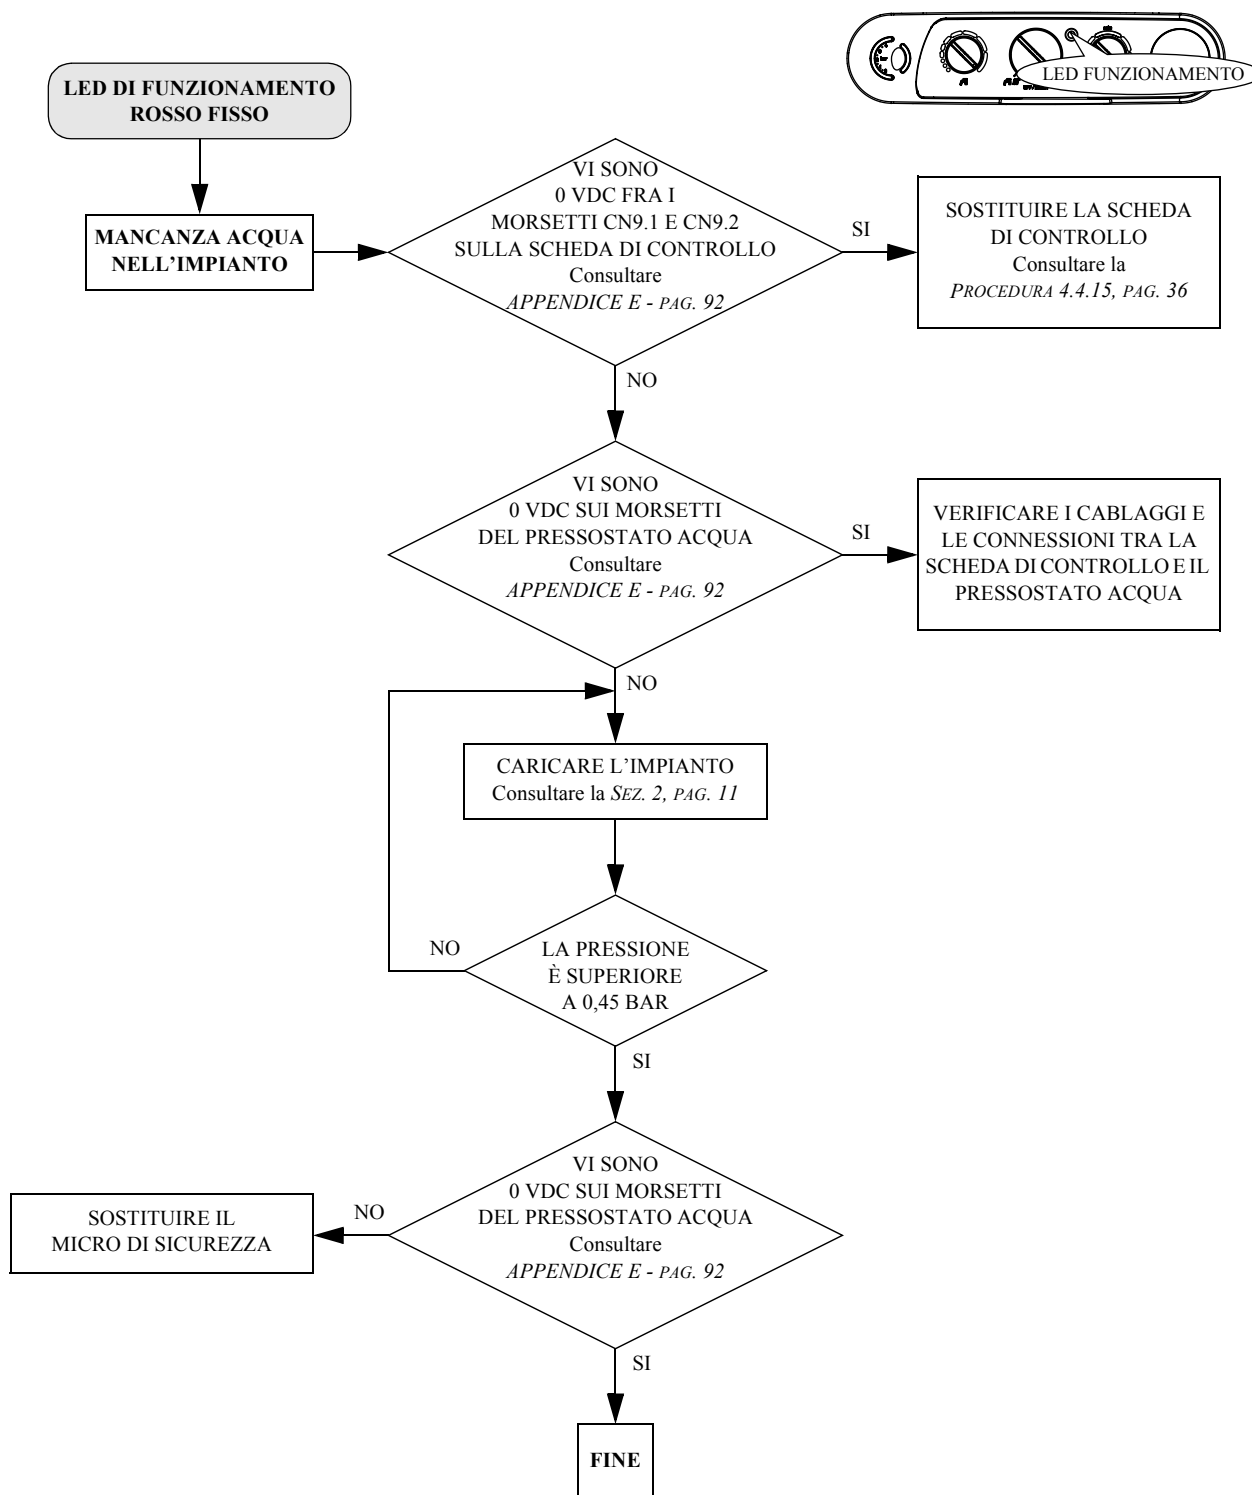 LED FUNZIONAMENTO
LED DI FUNZIONAMENTO
ROSSO FISSO
MANCANZA ACQUA
NELL'IMPIANTO
VI SONO
0 VDC FRA I
MORSETTI CN9.1 E CN9.2
SULLA SCHEDA DI CONTROLLO
Consultare
APPENDICE E - PAG. 92
SI
SOSTITUIRE LA SCHEDA
DI CONTROLLO
Consultare la
PROCEDURA 4.4.15, PAG. 36
NO
VI SONO
0 VDC SUI MORSETTI
DEL PRESSOSTATO ACQUA
Consultare
APPENDICE E - PAG. 92
SI
VERIFICARE I CABLAGGI E
LE CONNESSIONI TRA LA
SCHEDA DI CONTROLLO E IL
PRESSOSTATO ACQUA
NO
CARICARE L'IMPIANTO
Consultare la SEZ. 2, PAG. 11
NO
LA PRESSIONE
È SUPERIORE
A 0,45 BAR
SI
VI SONO
0 VDC SUI MORSETTI
DEL PRESSOSTATO ACQUA
Consultare
APPENDICE E - PAG. 92
NO
SOSTITUIRE IL
MICRO DI SICUREZZA
SI
FINE